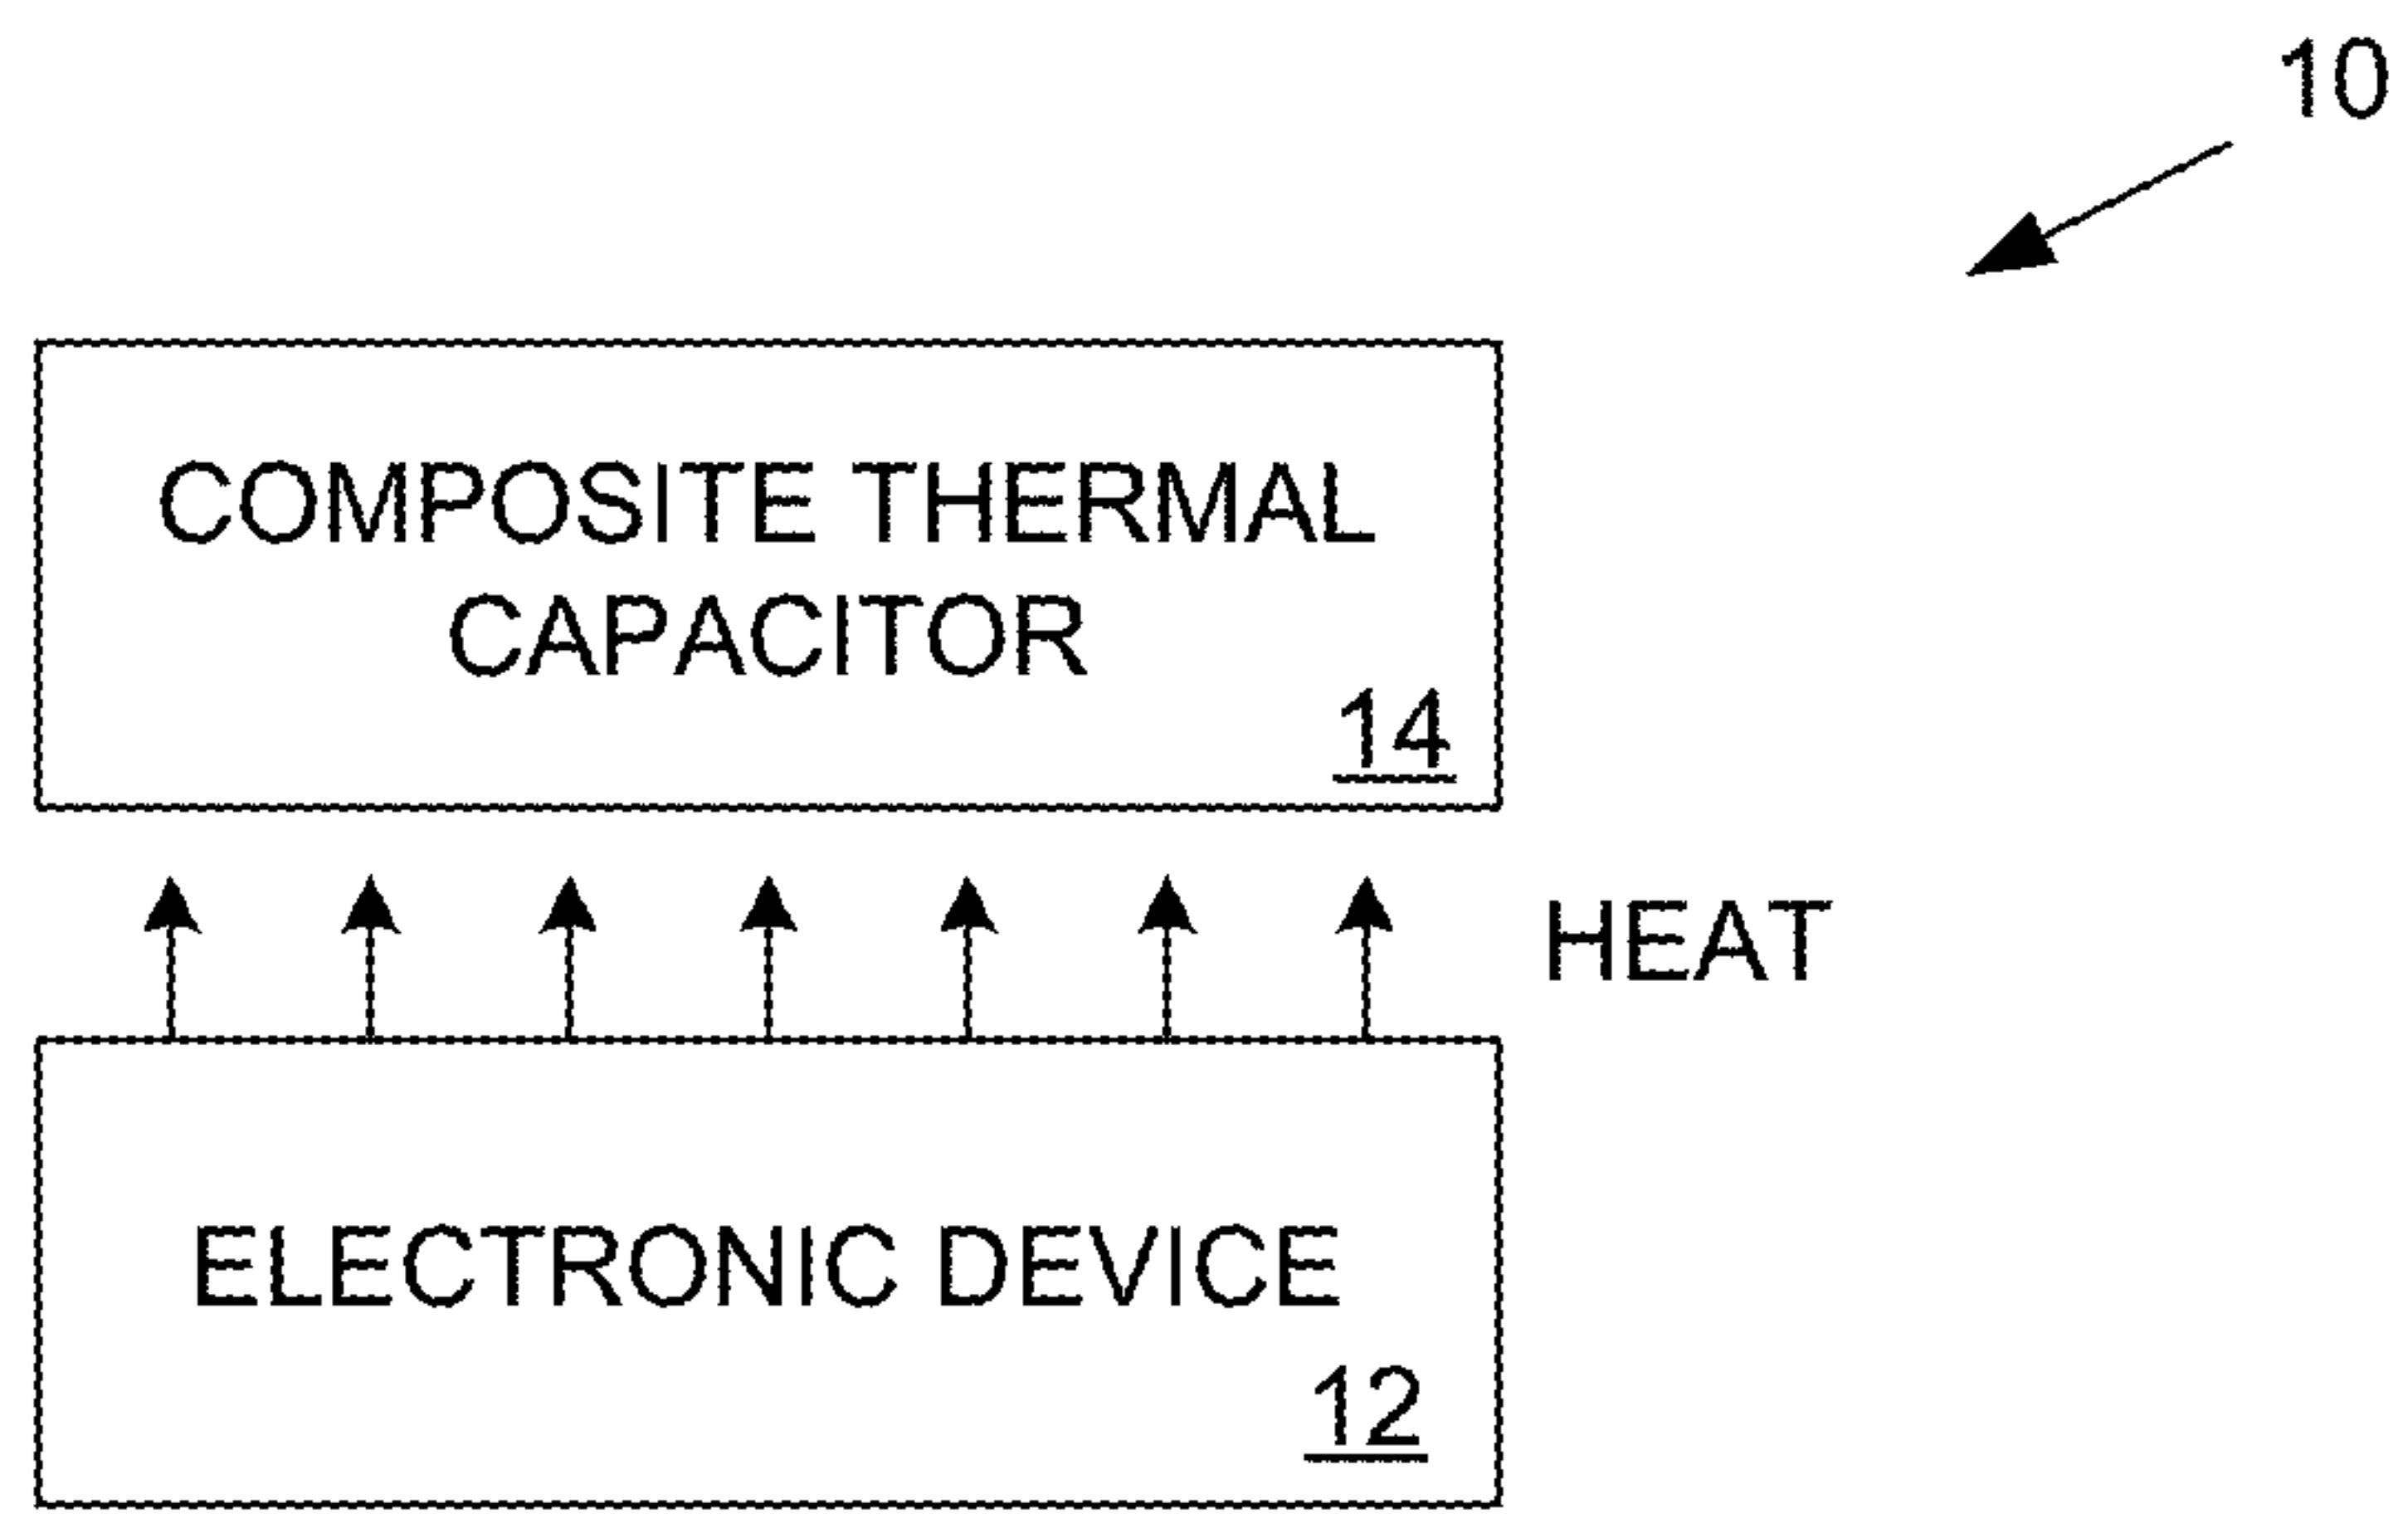 10
COMPOSITE THERMAL
CAPACITOR
14
HEAT
ELECTRONIC DEVICE
12